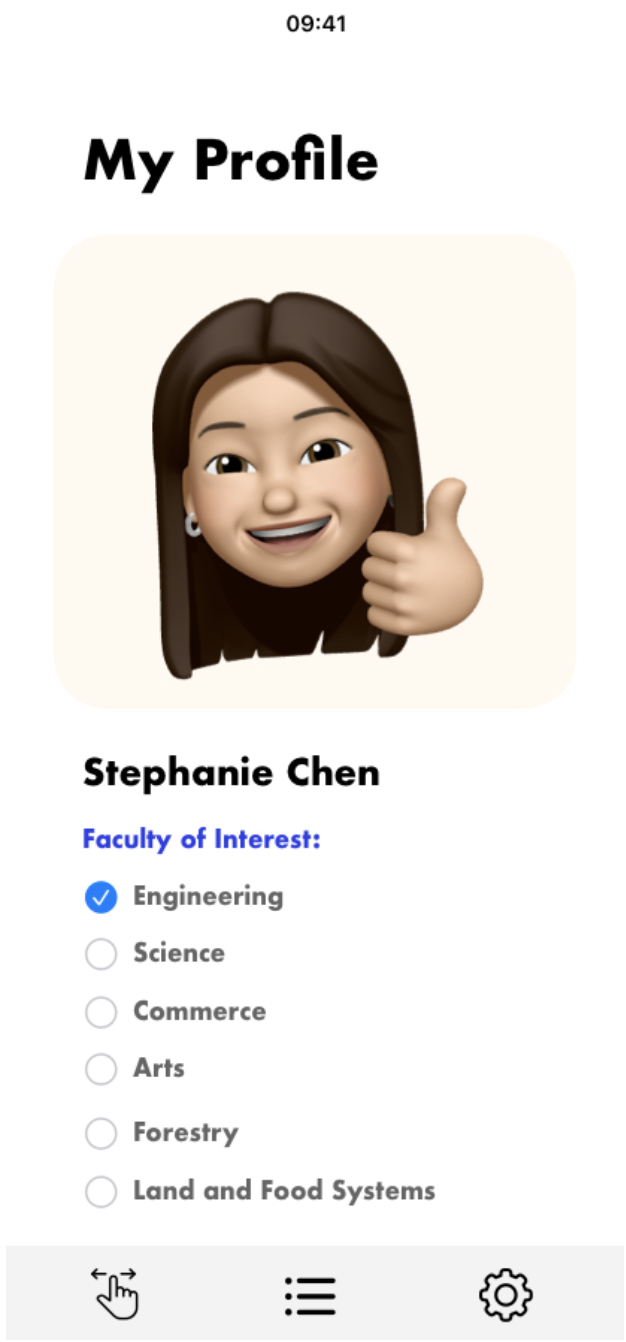 09:41
My Profile
Stephanie Chen
Faculty of Interest:
Engineering
Science
Commerce
Arts
Forestry
Land and Food Systems